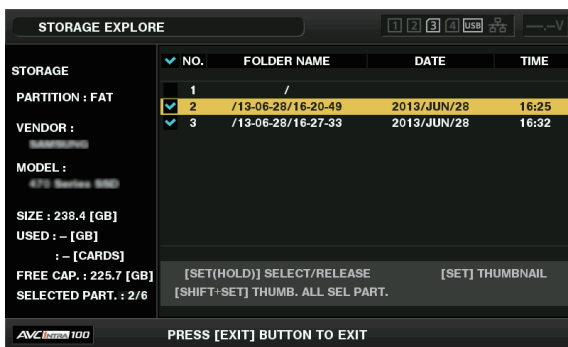 STORAGE EXPLORE
1 2 3 4 USB --.--V
STORAGE
PARTITION : FAT
VENDOR :
SAMSUNG
MODEL :
470 Series SSD
SIZE : 238.4 [GB]
USED : – [GB]
: – [CARDS]
FREE CAP. : 225.7 [GB]
SELECTED PART. : 2/6
NO. FOLDER NAME DATE TIME
1 /
2 /13-06-28/16-20-49 2013/JUN/28 16:25
3 /13-06-28/16-27-33 2013/JUN/28 16:32
[SET(HOLD)] SELECT/RELEASE [SET] THUMBNAIL
[SHIFT+SET] THUMB. ALL SEL PART.
AVC INTRA 100 PRESS [EXIT] BUTTON TO EXIT